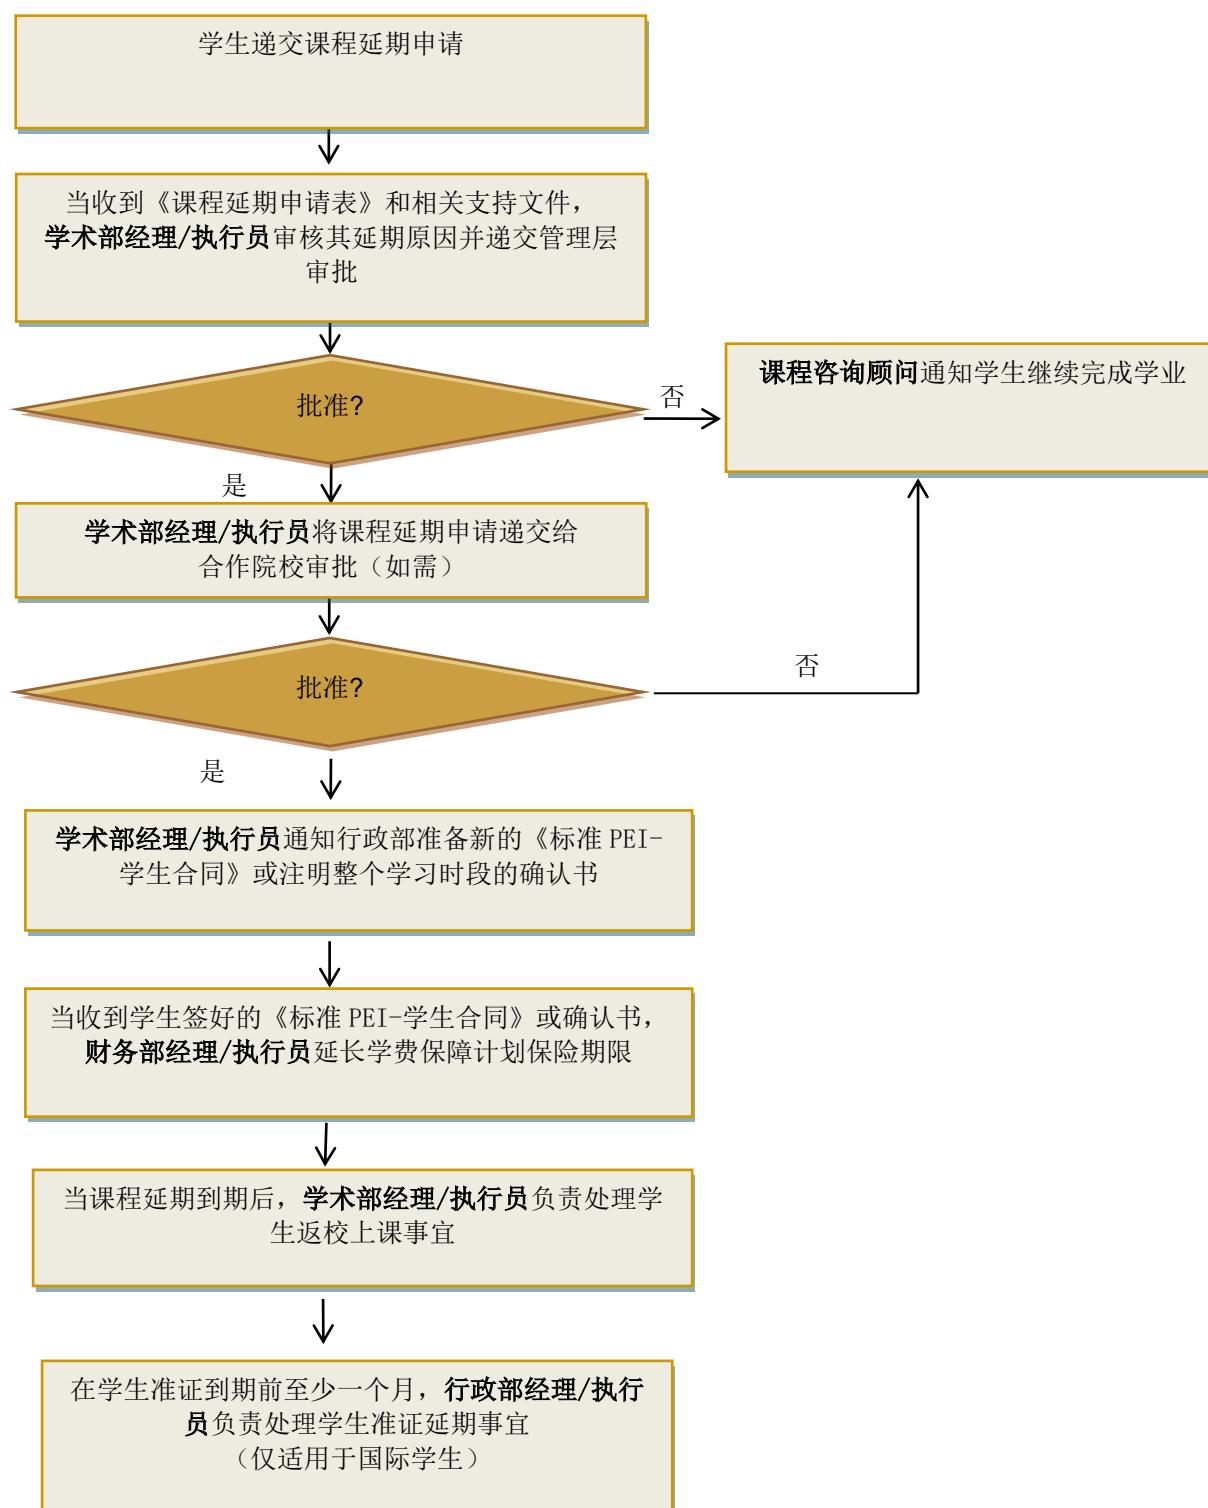 学生递交课程延期申请
当收到《课程延期申请表》和相关支持文件，
学术部经理/执行员审核其延期原因并递交管理层
审批
批准?
否
课程咨询顾问通知学生继续完成学业
是
学术部经理/执行员将课程延期申请递交给
合作院校审批（如需）
批准?
否
是
学术部经理/执行员通知行政部准备新的《标准 PEI-
学生合同》或注明整个学习时段的确认书
当收到学生签好的《标准 PEI-学生合同》或确认书，
财务部经理/执行员延长学费保障计划保险期限
当课程延期到期后，学术部经理/执行员负责处理学
生返校上课事宜
在学生准证到期前至少一个月，行政部经理/执行
员负责处理学生准证延期事宜
（仅适用于国际学生）